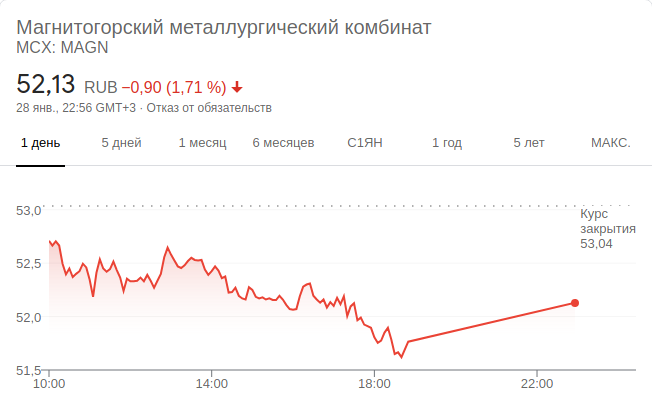 Магнитогорский металлургический комбинат
MCX: MAGN
52,13 RUB −0,90 (1,71 %)
28 янв., 22:56 GMT+3 · Отказ от обязательств
1 день 5 дней 1 месяц 6 месяцев С1ЯН 1 год 5 лет МАКС.
53,0
Курс
закрытия
53,04
52,5
52,0
51,5
10:00 14:00 18:00 22:00